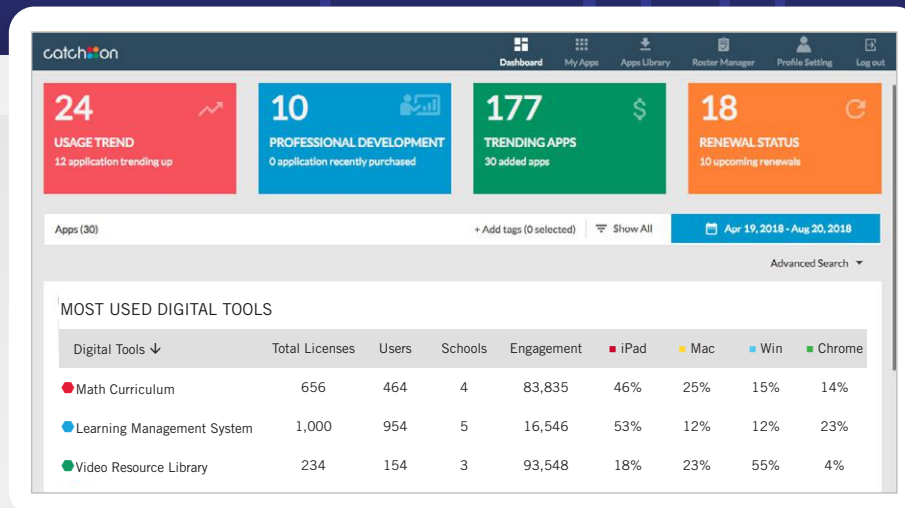 catch on
Dashboard My Apps Apps Library Roster Manager Profile Setting Log out
24
USAGE TREND
12 application trending up
10
PROFESSIONAL DEVELOPMENT
0 application recently purchased
177
TRENDING APPS
30 added apps
18
RENEWAL STATUS
10 upcoming renewals
Apps (30) + Add tags (0 selected) Show All Apr 19, 2018 - Aug 20, 2018
Advanced Search
MOST USED DIGITAL TOOLS
Digital Tools Total Licenses Users Schools Engagement iPad Mac Win Chrome
Math Curriculum 656 464 4 83,835 46% 25% 15% 14%
Learning Management System 1,000 954 5 16,546 53% 12% 12% 23%
Video Resource Library 234 154 3 93,548 18% 23% 55% 4%